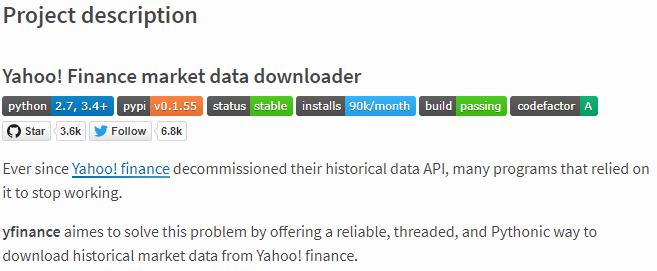 Project description
Yahoo! Finance market data downloader
python 2.7, 3.4+ pypi v0.1.55 status stable installs 90k/month build passing codefactor A
Star 3.6k Follow 6.8k
Ever since Yahoo! finance decommissioned their historical data API, many programs that relied on
it to stop working.
yfinance aims to solve this problem by offering a reliable, threaded, and Pythonic way to
download historical market data from Yahoo! finance.